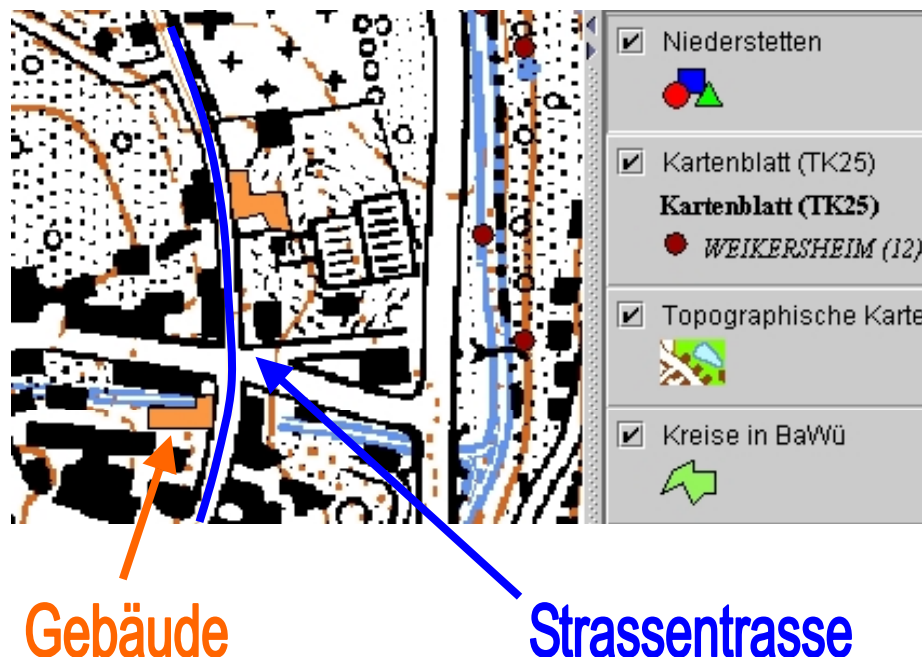 Niederstetten
Kartenblatt (TK25)
Kartenblatt (TK25)
WEIKERSHEIM (12)
Topographische Karte
Kreise in BaWü
Gebäude
Strassentrasse